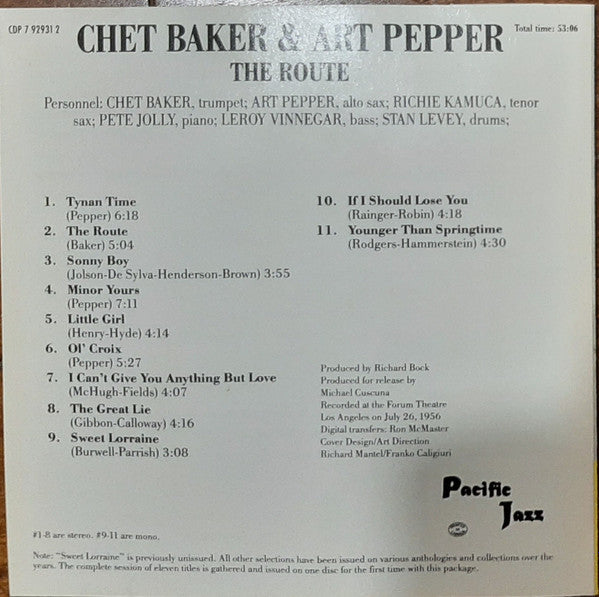 CDP 7 92931 2
CHET BAKER & ART PEPPER
Total time: 53:06
THE ROUTE
Personnel: CHET BAKER, trumpet; ART PEPPER, alto sax; RICHIE KAMUCA, tenor
sax; PETE JOLLY, piano; LEROY VINNEGAR, bass; STAN LEVEY, drums;
1. Tynan Time
(Pepper) 6:18
2. The Route
(Baker) 5:04
3. Sonny Boy
(Jolson-De Sylva-Henderson-Brown) 3:55
4. Minor Yours
(Pepper) 7:11
5. Little Girl
(Henry-Hyde) 4:14
6. Ol' Croix
(Pepper) 5:27
7. I Can't Give You Anything But Love
(McHugh-Fields) 4:07
8. The Great Lie
(Gibbon-Calloway) 4:16
9. Sweet Lorraine
(Burwell-Parrish) 3:08
10. If I Should Lose You
(Rainger-Robin) 4:18
11. Younger Than Springtime
(Rodgers-Hammerstein) 4:30
Produced by Richard Bock
Produced for release by
Michael Cuscuna
Recorded at the Forum Theatre
Los Angeles on July 26, 1956
Digital transfers: Ron McMaster
Cover Design/Art Direction
Richard Mantel/Franko Caligiuri
Pacific
Jazz
#1-8 are stereo. #9-11 are mono.
Note: "Sweet Lorraine" is previously unissued. All other selections have been issued on various anthologies and collections over the
years. The complete session of eleven titles is gathered and issued on one disc for the first time with this package.